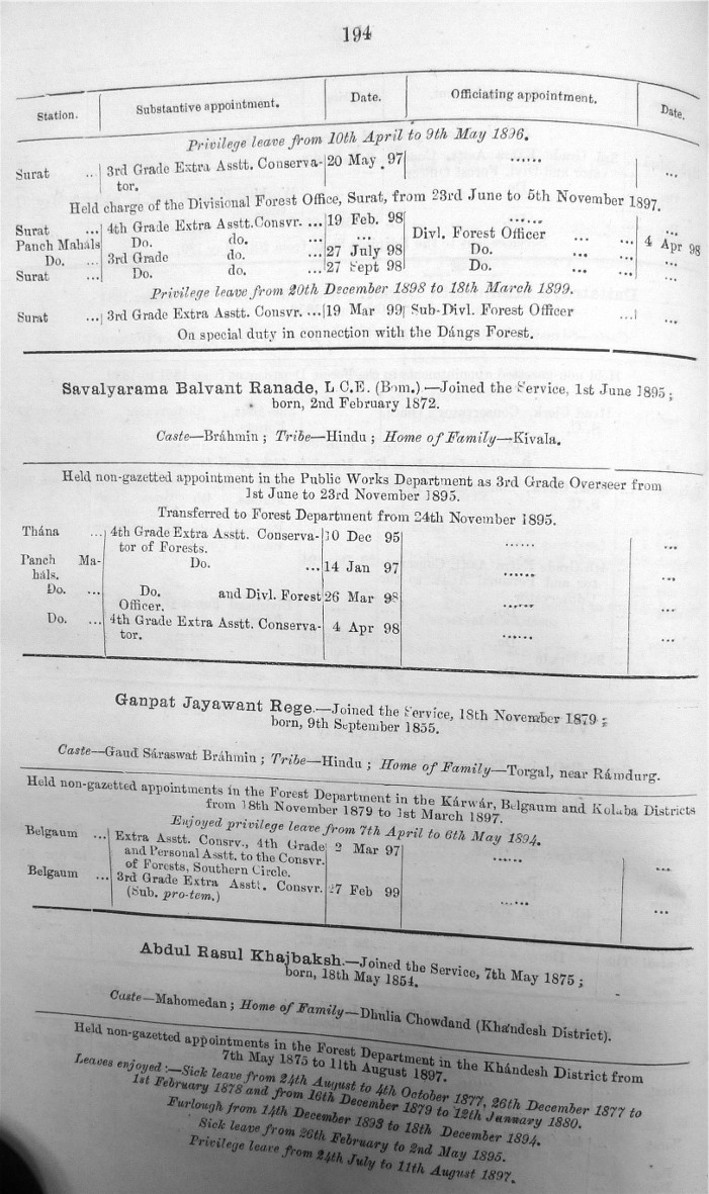 194
Station. Substantive appointment. Date. Officiating appointment. Date.
Privilege leave from 10th April to 9th May 1896.
Surat .. 3rd Grade Extra Asstt. Conserva- 20 May 97 ...... ...
tor.
Held charge of the Divisional Forest Office, Surat, from 23rd June to 5th November 1897.
Surat ... 4th Grade Extra Asstt. Consvr. ... 19 Feb. 98 ...... ...
Panch Maháls Do. do. ... ... Divl. Forest Officer ... ... 4 Apr 98
Do. ... 3rd Grade do. ... 27 July 98 Do. ... ... ...
Surat ... Do. do. ... 27 Sept 98 Do. ... ... ...
Privilege leave from 20th December 1898 to 18th March 1899.
Surat ... 3rd Grade Extra Asstt. Consvr. ... 19 Mar 99 Sub-Divl. Forest Officer ... ...
On special duty in connection with the Dángs Forest.
Savalyarama Balvant Ranade, L C.E. (Bom.)—Joined the Service, 1st June 1895;
born, 2nd February 1872.
Caste—Bráhmin; Tribe—Hindu; Home of Family—Kivala.
Held non-gazetted appointment in the Public Works Department as 3rd Grade Overseer from
1st June to 23rd November 1895.
Transferred to Forest Department from 24th November 1895.
Thána ... 4th Grade Extra Asstt. Conserva- 10 Dec 95 ...... ...
tor of Forests.
Panch Ma- Do. ... 14 Jan 97 ...... ...
háls.
Do. ... Do. and Divl. Forest 26 Mar 98 ...... ...
Officer.
Do. ... 4th Grade Extra Asstt. Conserva- 4 Apr 98 ...... ...
tor.
Ganpat Jayawant Rege.—Joined the Service, 18th November 1879;
born, 9th September 1855.
Caste—Gaud Sáraswat Bráhmin; Tribe—Hindu; Home of Family—Torgal, near Rámdurg.
Held non-gazetted appointments in the Forest Department in the Kárwár, Belgaum and Kolaba Districts
from 18th November 1879 to 1st March 1897.
Enjoyed privilege leave from 7th April to 6th May 1894.
Belgaum ... Extra Asstt. Consrv., 4th Grade 2 Mar 97 ...... ...
and Personal Asstt. to the Consvr.
of Forests, Southern Circle.
Belgaum ... 3rd Grade Extra Asstt. Consvr. 27 Feb 99 ...... ...
(Sub. pro-tem.)
Abdul Rasul Khajbaksh.—Joined the Service, 7th May 1875;
born, 18th May 1854.
Caste—Mahomedan; Home of Family—Dhulia Chowdand (Khándesh District).
Held non-gazetted appointments in the Forest Department in the Khándesh District from
7th May 1875 to 11th August 1897.
Leaves enjoyed:—Sick leave from 24th August to 4th October 1877, 26th December 1877 to
1st February 1878 and from 16th December 1879 to 12th January 1880.
Furlough from 14th December 1893 to 18th December 1894.
Sick leave from 26th February to 2nd May 1895.
Privilege leave from 24th July to 11th August 1897.